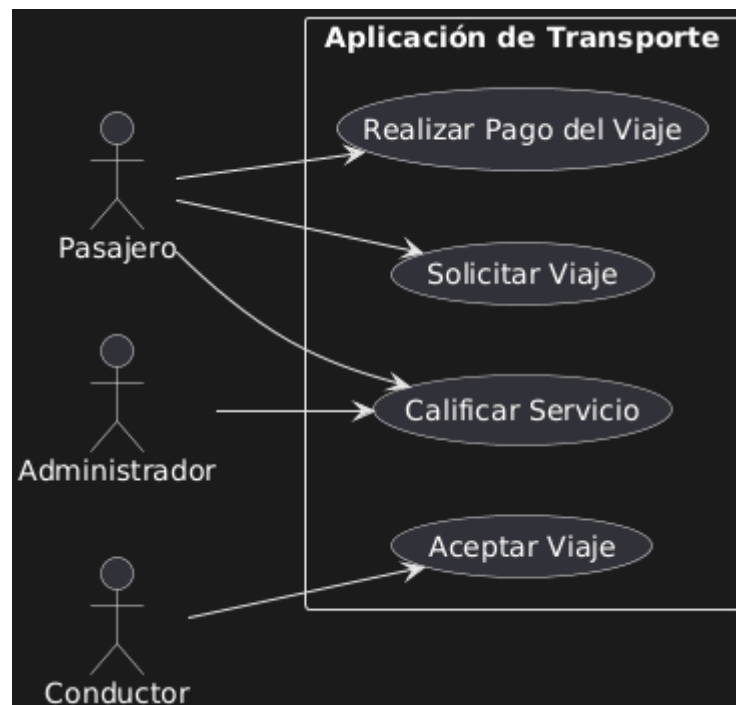 Aplicación de Transporte
Realizar Pago del Viaje
Pasajero
Solicitar Viaje
Calificar Servicio
Administrador
Aceptar Viaje
Conductor